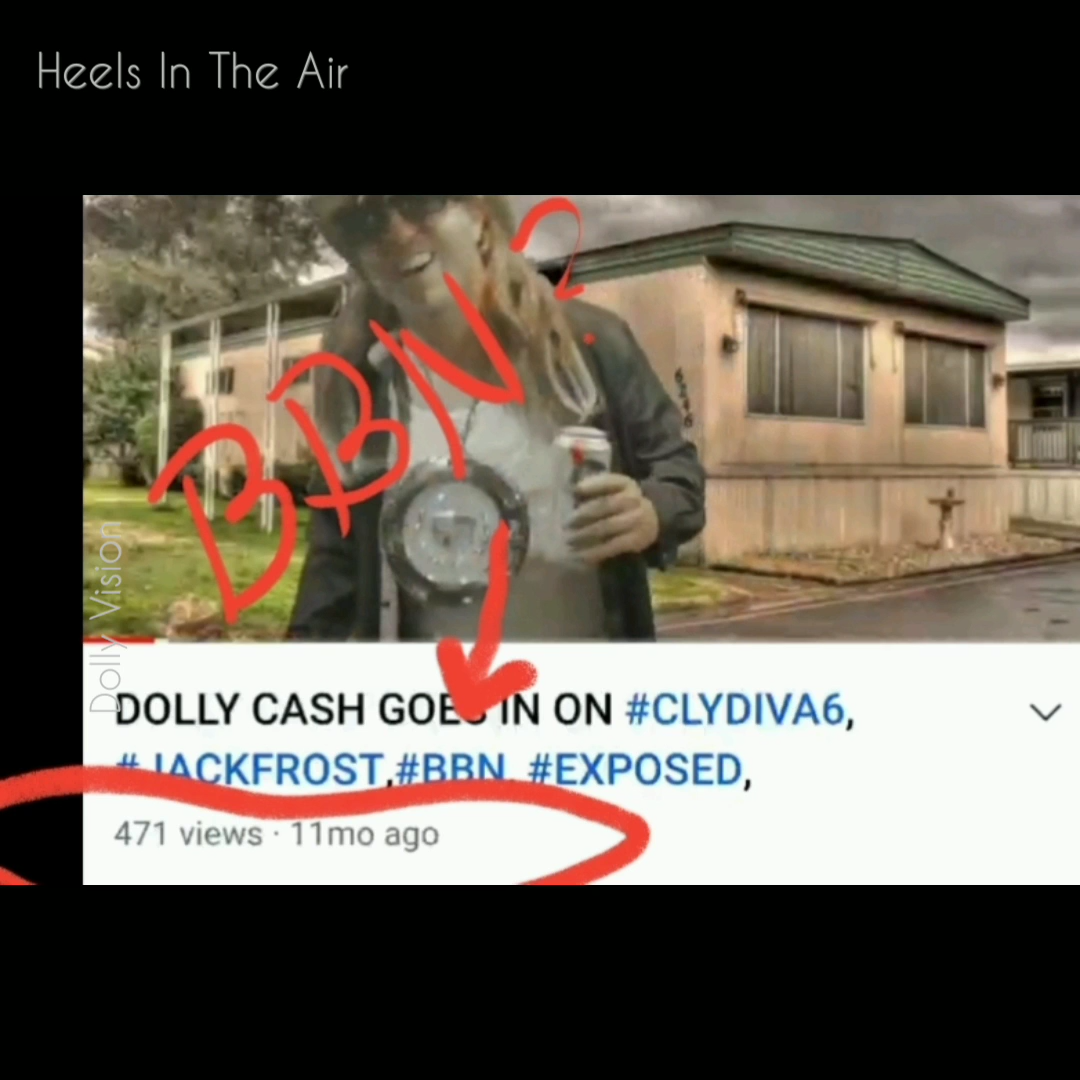 Heels In The Air
BBN?
6248
Dolly Vision
DOLLY CASH GOES IN ON #CLYDIVA6,
#JACKFROST,#BBN, #EXPOSED,
471 views · 11mo ago